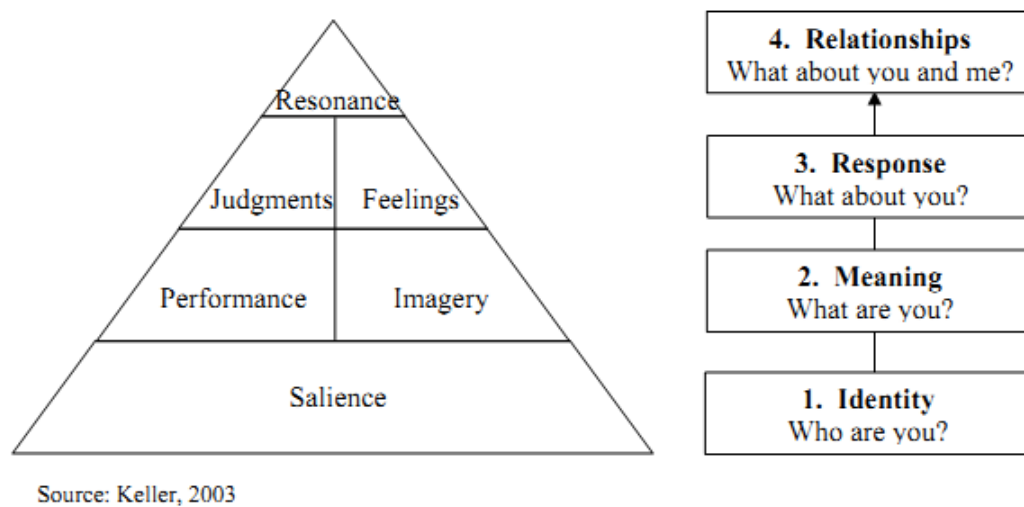 Resonance
Judgments
Feelings
Performance
Imagery
Salience
4. Relationships
What about you and me?
3. Response
What about you?
2. Meaning
What are you?
1. Identity
Who are you?
Source: Keller, 2003